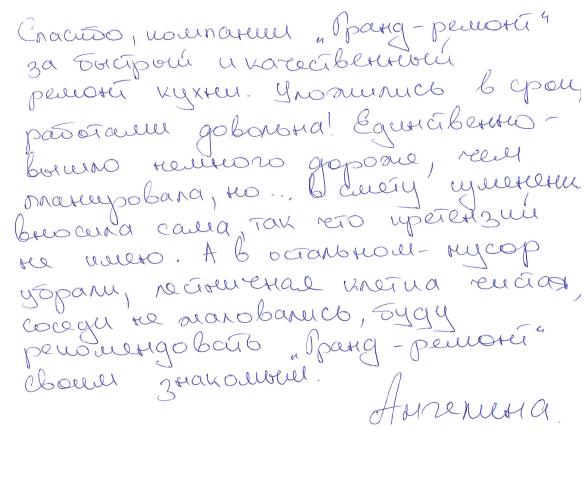 Спасибо, компании „Гранд-ремонт“
за быстрый и качественный
ремонт кухни. Уложились в срок,
работами довольна! Единственно-
вышло немного дороже, чем
планировала, но... в смету изменени
вносила сама, так что претензий
не имею. А в остальном- мусор
убрали, лестничная клетка чистая,
соседи не жаловались, буду
рекомендовать „Гранд-ремонт“
своим знакомым.
Ангелина.